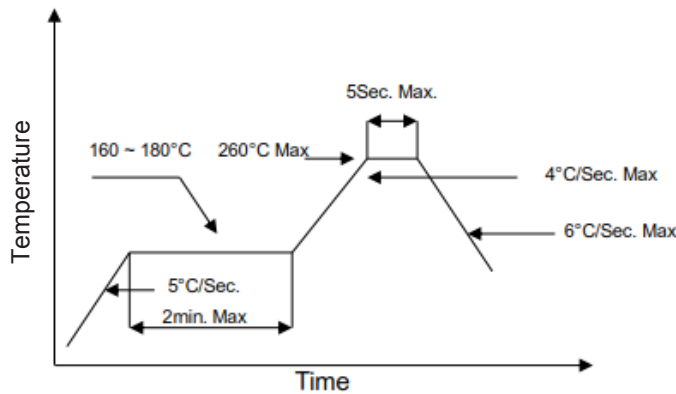 5Sec. Max.
160 ~ 180°C
260°C Max
4°C/Sec. Max
6°C/Sec. Max
5°C/Sec.
2min. Max
Temperature
Time